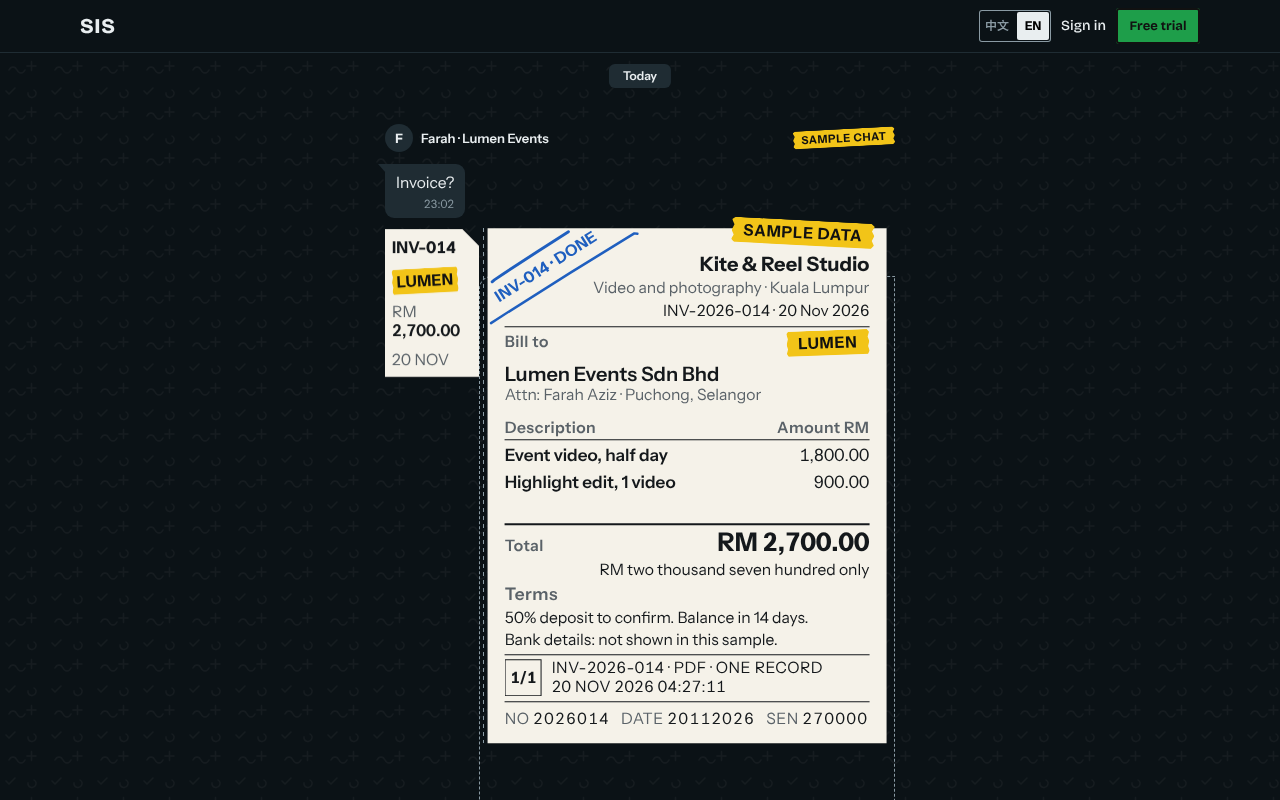 SIS
中文 EN Sign in Free trial
Today
F Farah · Lumen Events
SAMPLE CHAT
Invoice?
23:02
INV-014
LUMEN
RM
2,700.00
20 NOV
INV-014 · DONE
SAMPLE DATA
Kite & Reel Studio
Video and photography · Kuala Lumpur
INV-2026-014 · 20 Nov 2026
Bill to LUMEN
Lumen Events Sdn Bhd
Attn: Farah Aziz · Puchong, Selangor
Description Amount RM
Event video, half day 1,800.00
Highlight edit, 1 video 900.00
Total RM 2,700.00
RM two thousand seven hundred only
Terms
50% deposit to confirm. Balance in 14 days.
Bank details: not shown in this sample.
1/1
INV-2026-014 · PDF · ONE RECORD
20 NOV 2026 04:27:11
NO 2026014 DATE 20112026 SEN 270000